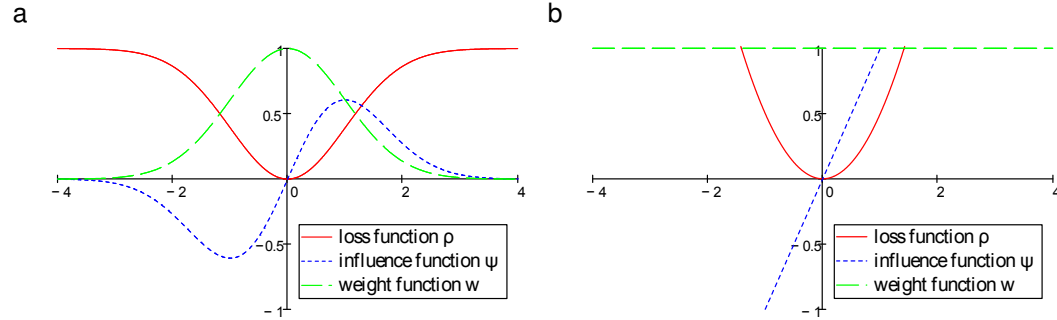 a
1
0.5
− 4
− 2
0
2
4
− 0.5
− 1
loss function ρ
influence function ψ
weight function w
b
1
0.5
− 4
− 2
0
2
4
− 0.5
− 1
loss function ρ
influence function ψ
weight function w